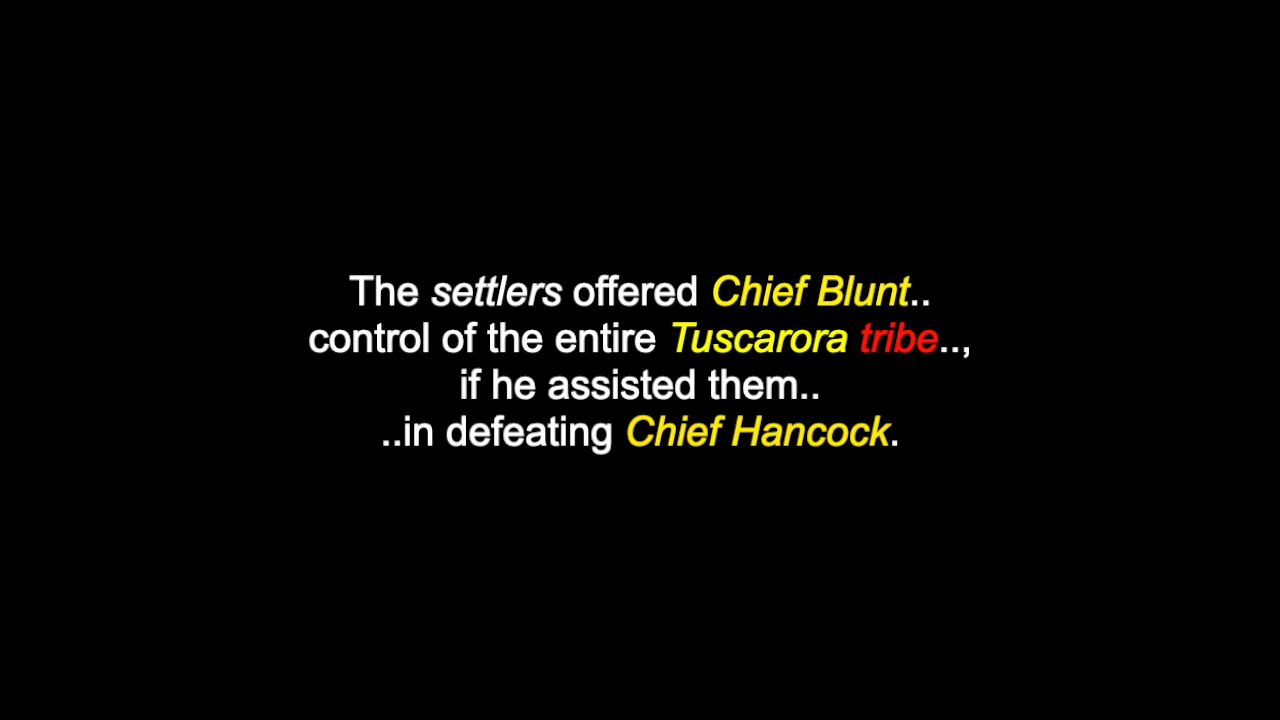 The settlers offered Chief Blunt..
control of the entire Tuscarora tribe..,
if he assisted them..
..in defeating Chief Hancock.